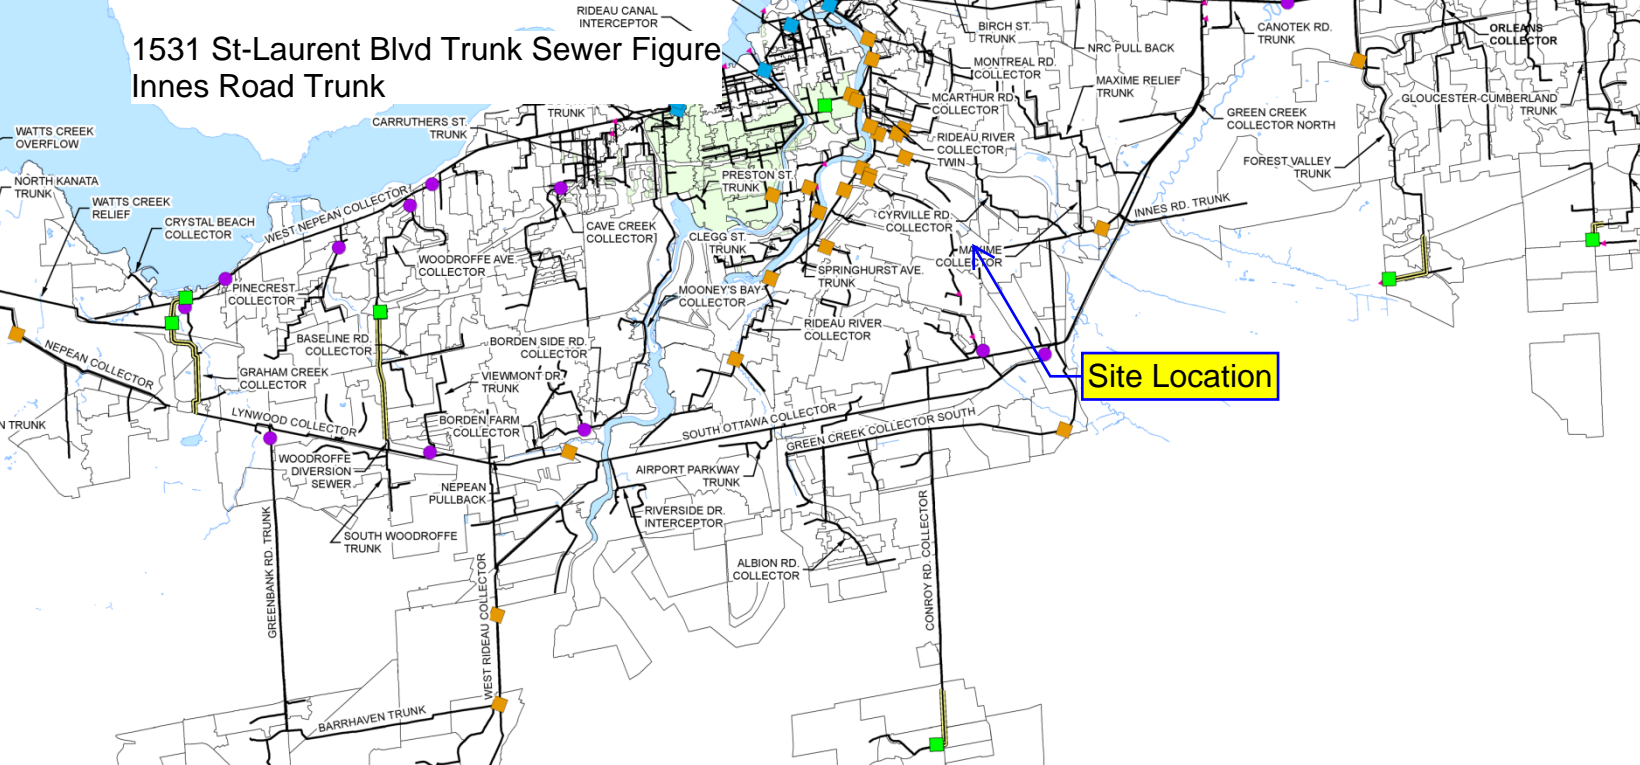 1531 St-Laurent Blvd Trunk Sewer Figure
Innes Road Trunk
RIDEAU CANAL
INTERCEPTOR
BIRCH ST.
TRUNK
NRC PULL BACK
CANOTEK RD.
TRUNK
ORLEANS
COLLECTOR
MONTREAL RD.
COLLECTOR
MAXIME RELIEF
TRUNK
MCARTHUR RD.
COLLECTOR
GLOUCESTER-CUMBERLAND
TRUNK
GREEN CREEK
COLLECTOR NORTH
TRUNK
CARRUTHERS ST.
TRUNK
WATTS CREEK
OVERFLOW
RIDEAU RIVER
COLLECTOR
TWIN
FOREST VALLEY
TRUNK
NORTH KANATA
TRUNK
WATTS CREEK
RELIEF
PRESTON ST.
TRUNK
WEST NEPEAN COLLECTOR
CRYSTAL BEACH
COLLECTOR
CAVE CREEK
COLLECTOR
CYRVILLE RD.
COLLECTOR
INNES RD. TRUNK
CLEGG ST.
TRUNK
MAXIME
COLLECTOR
WOODROFFE AVE.
COLLECTOR
SPRINGHURST AVE.
TRUNK
PINECREST
COLLECTOR
MOONEY'S BAY
COLLECTOR
RIDEAU RIVER
COLLECTOR
BASELINE RD.
COLLECTOR
BORDEN SIDE RD.
COLLECTOR
NEPEAN COLLECTOR
GRAHAM CREEK
COLLECTOR
VIEWMONT DR.
TRUNK
Site Location
LYNWOOD COLLECTOR
BORDEN FARM
COLLECTOR
SOUTH OTTAWA COLLECTOR
GREEN CREEK COLLECTOR SOUTH
N TRUNK
WOODROFFE
DIVERSION
SEWER
AIRPORT PARKWAY
TRUNK
NEPEAN
PULLBACK
RIVERSIDE DR.
INTERCEPTOR
SOUTH WOODROFFE
TRUNK
GREENBANK RD. TRUNK
WEST RIDEAU COLLECTOR
ALBION RD.
COLLECTOR
CONROY RD. COLLECTOR
BARRHAVEN TRUNK